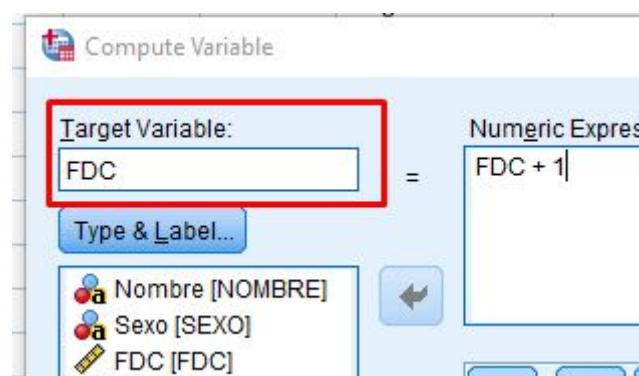 Compute Variable
Target Variable:
Numeric Expres
FDC
=
FDC + 1
Type & Label...
Nombre [NOMBRE]
Sexo [SEXO]
FDC [FDC]